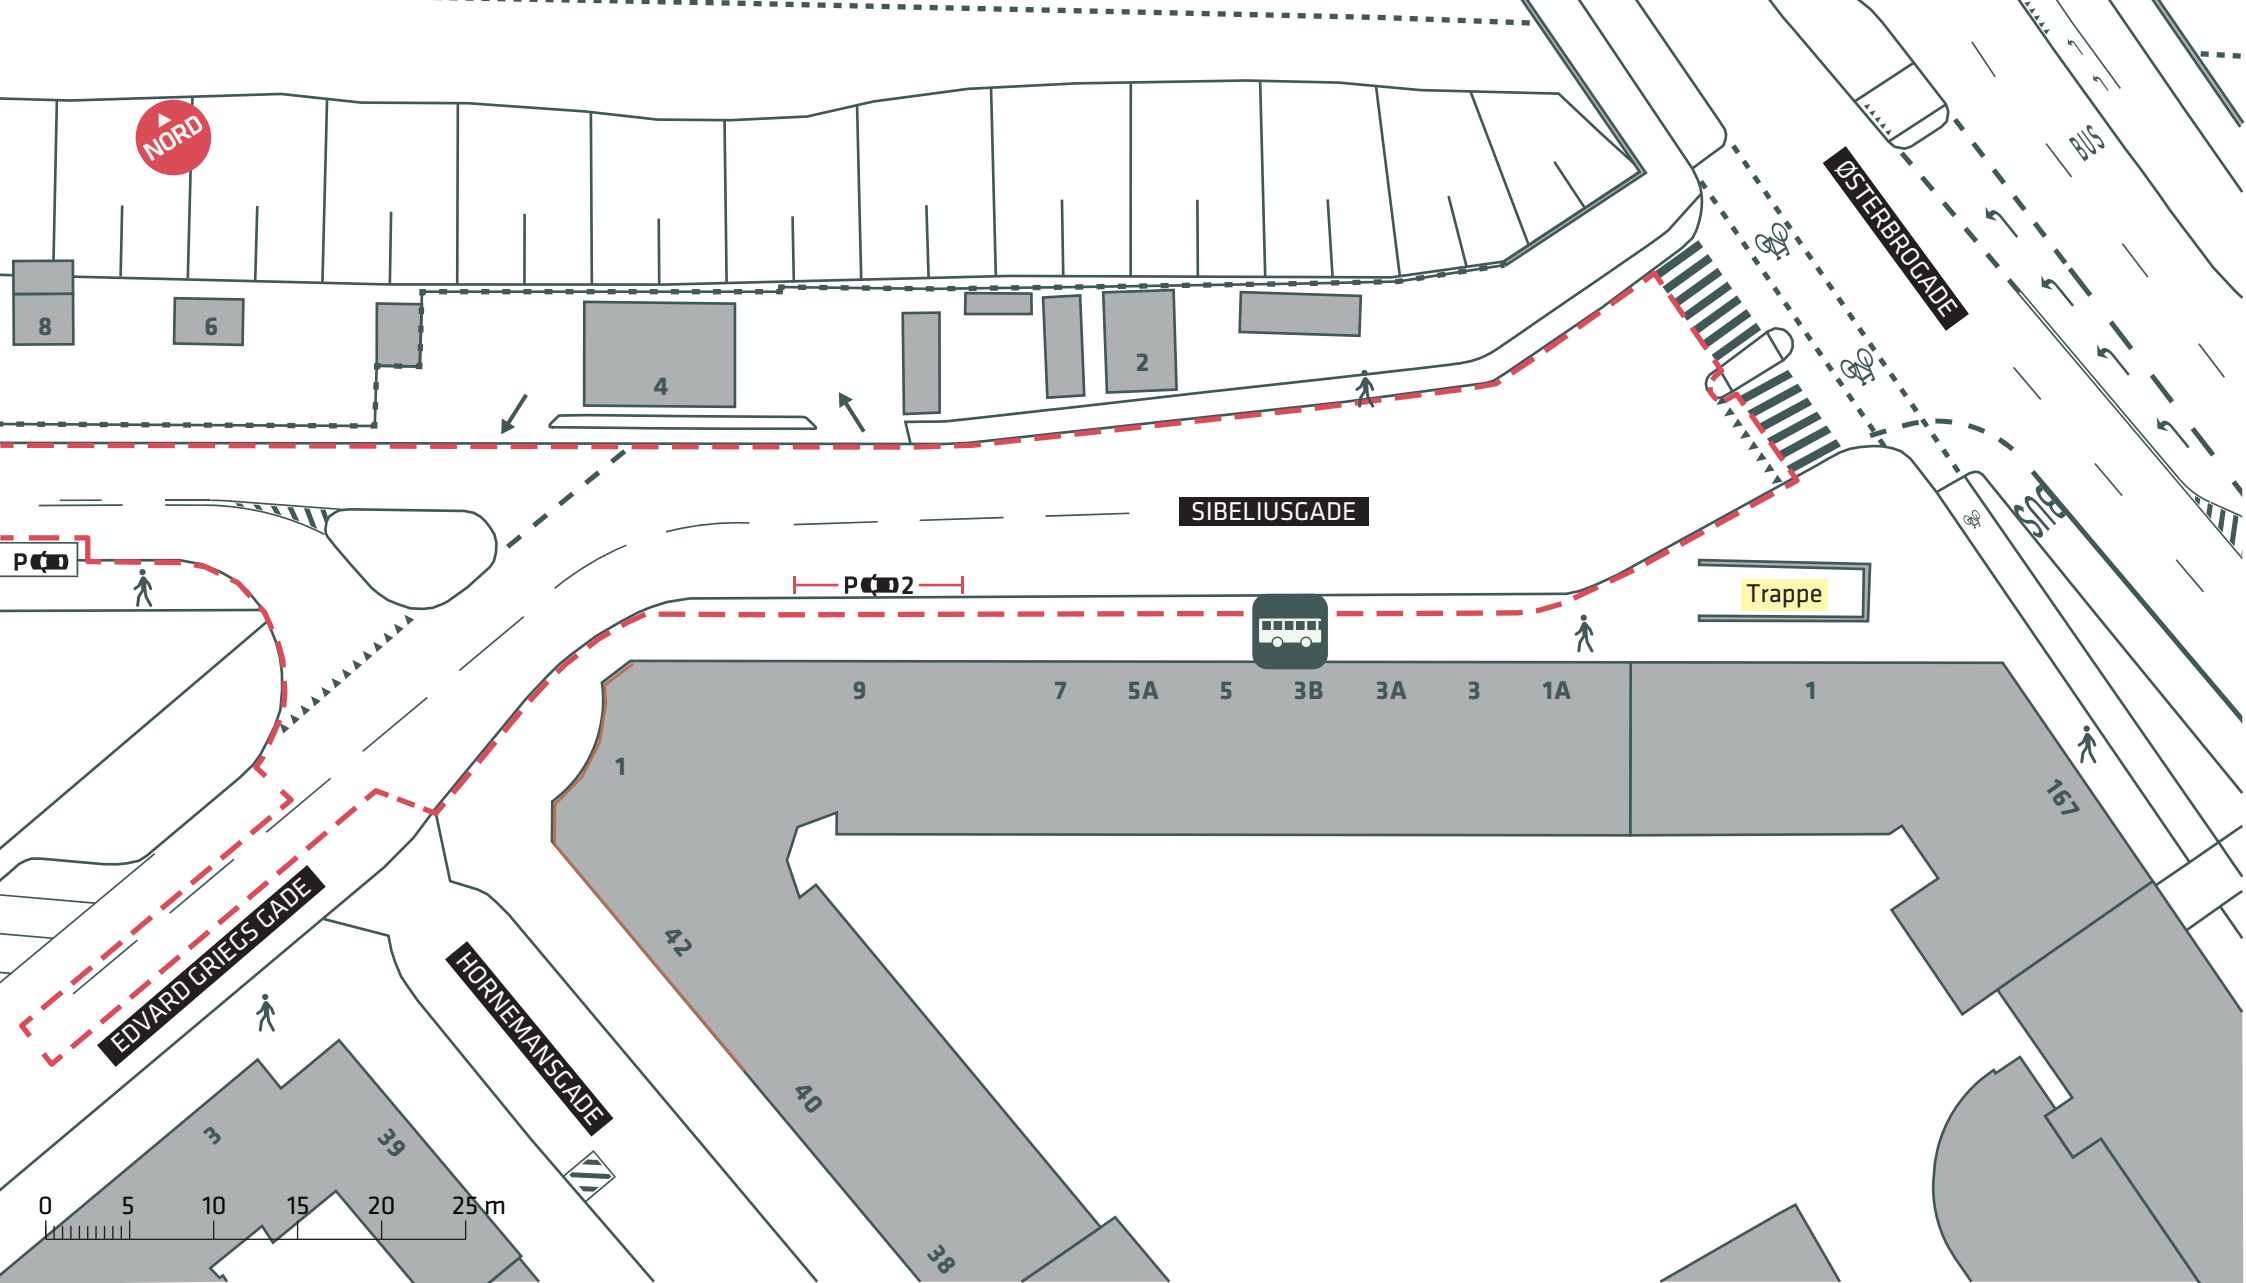 NORD
BUS
ØSTERBROGADE
8
6
4
2
BUS
SIBELIUSGADE
P
P 2
Trappe
9
7
5A
5
3B
3A
3
1A
1
1
167
42
EDVARD GRIEGS GADE
HORNEMANSGADE
40
3
39
38
0 5 10 15 20 25 m